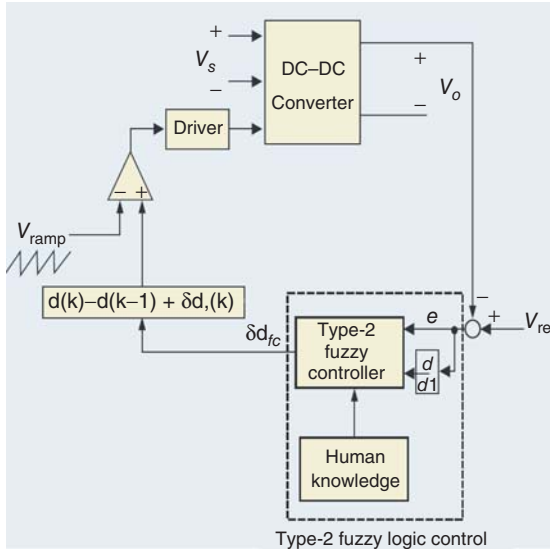 +
V_s
−
DC–DC
Converter
+
V_o
−
Driver
− +
V_ramp
d(k)–d(k–1) + δd,(k)
δd_fc
Type-2
fuzzy
controller
e
−
+
V_re
d
d1
Human
knowledge
Type-2 fuzzy logic control